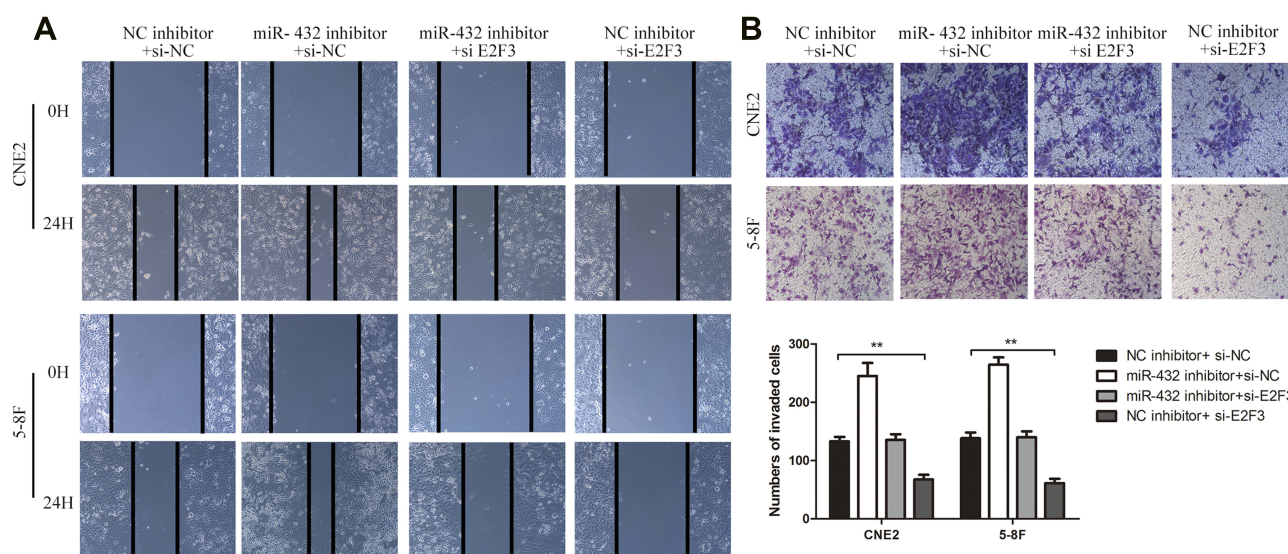 A
NC inhibitor
+si-NC
miR- 432 inhibitor
+si-NC
miR-432 inhibitor
+si E2F3
NC inhibitor
+si-E2F3
CNE2
0H
24H
5-8F
0H
24H
B
NC inhibitor
+si-NC
miR- 432 inhibitor
+si-NC
miR-432 inhibitor
+si E2F3
NC inhibitor
+si-E2F3
CNE2
5-8F
Numbers of invaded cells
300
200
100
0
**
**
CNE2
5-8F
NC inhibitor+ si-NC
miR-432 inhibitor+si-NC
miR-432 inhibitor+si-E2F3
NC inhibitor+ si-E2F3